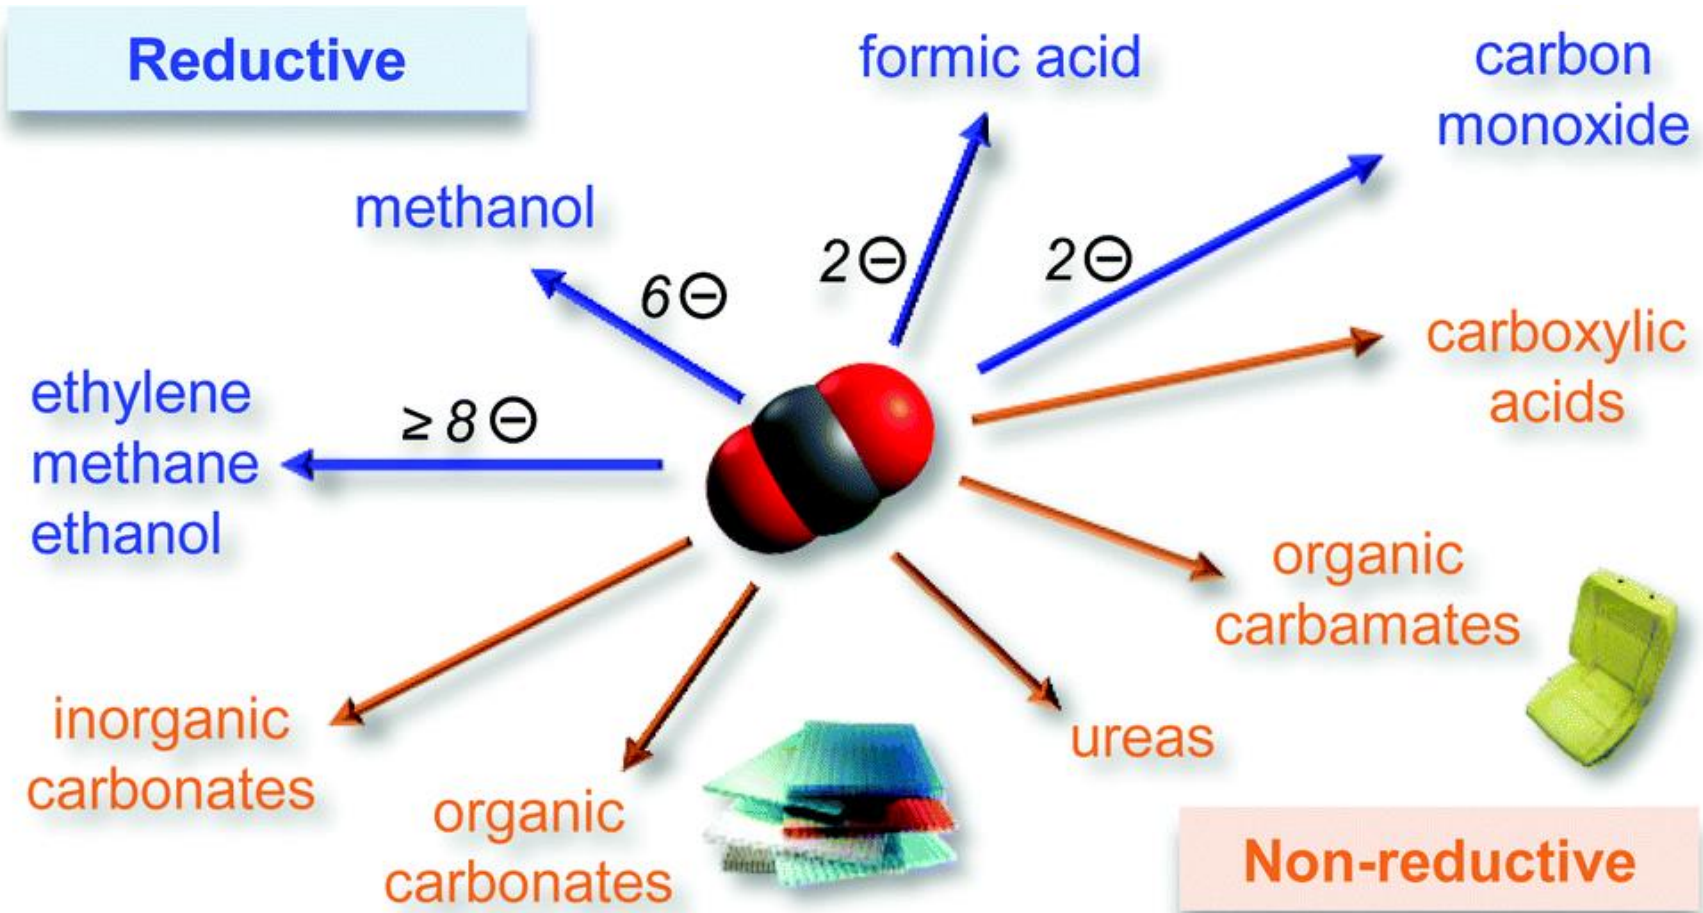 Reductive
formic acid
carbon
monoxide
methanol
2⊖
2⊖
6⊖
carboxylic
acids
ethylene
methane
ethanol
≥ 8 ⊖
organic
carbamates
inorganic
carbonates
ureas
organic
carbonates
Non-reductive